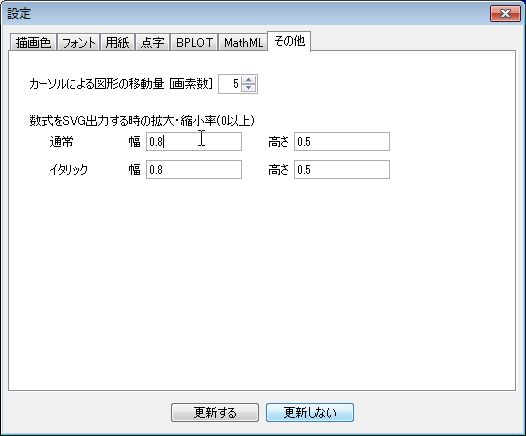 設定
描画色 フォント 用紙 点字 BPLOT MathML その他
カーソルによる図形の移動量 [画素数] 5
数式をSVG出力する時の拡大・縮小率(0以上)
通常 幅 0.8 高さ 0.5
イタリック 幅 0.8 高さ 0.5
更新する 更新しない